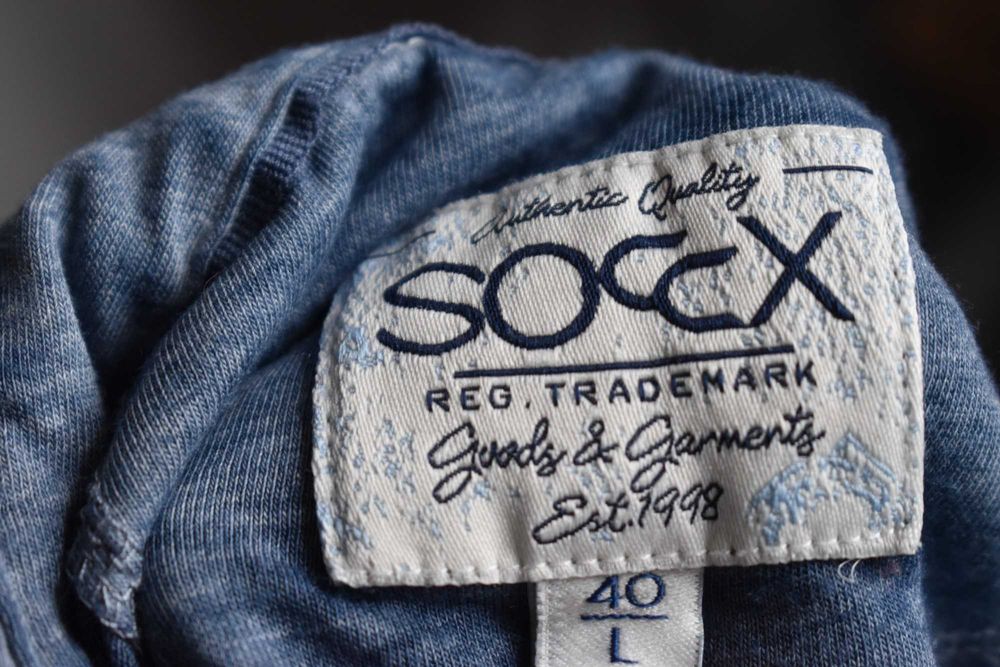 Authentic Quality
SOCCX
REG. TRADEMARK
Goods & Garments
Est. 1998
40
L